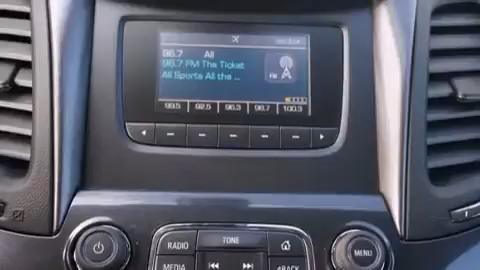 96.7 All
96.7 FM The Ticket
All Sports All the ...
FM
99.5 92.5 96.3 96.7 100.3
RADIO TONE
MENU
MEDIA BACK